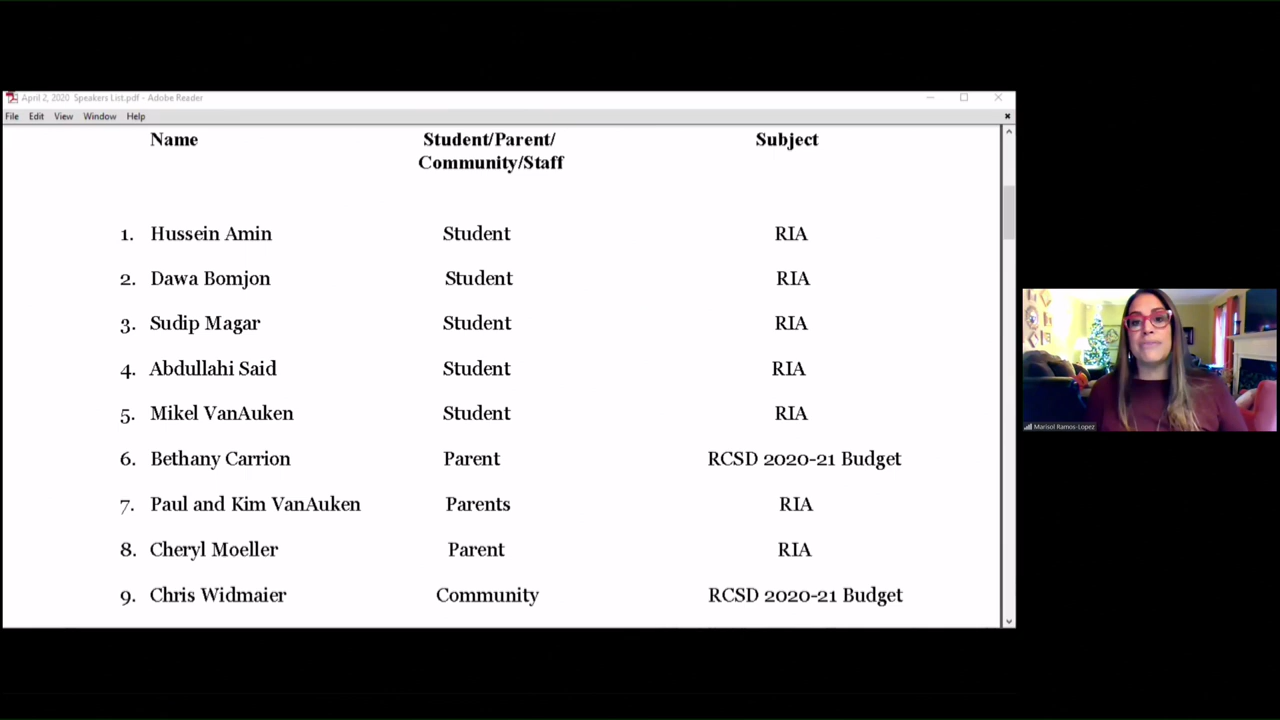 April 2, 2020 Speakers List.pdf - Adobe Reader
File Edit View Window Help
Name Student/Parent/ Subject
Community/Staff
1. Hussein Amin Student RIA
2. Dawa Bomjon Student RIA
3. Sudip Magar Student RIA
4. Abdullahi Said Student RIA
5. Mikel VanAuken Student RIA
6. Bethany Carrion Parent RCSD 2020-21 Budget
7. Paul and Kim VanAuken Parents RIA
8. Cheryl Moeller Parent RIA
9. Chris Widmaier Community RCSD 2020-21 Budget
Marisol Ramos-Lopez